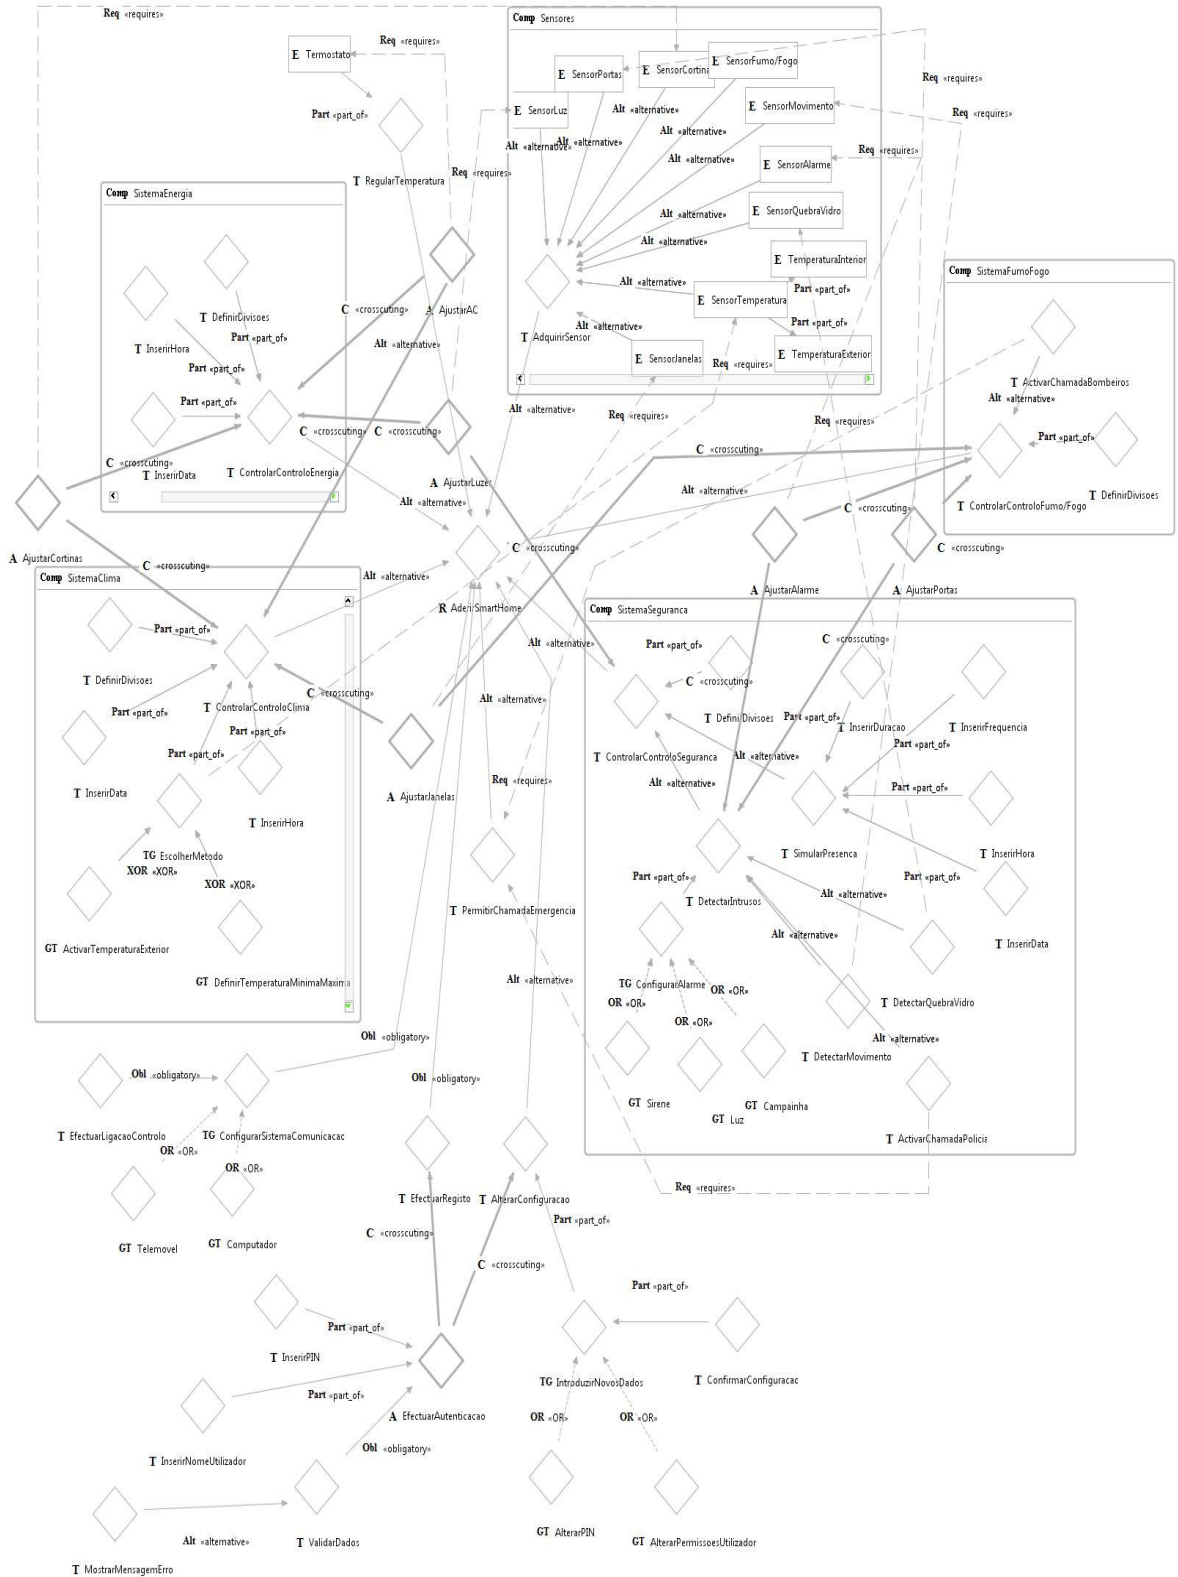 Req «requires»
Comp Sensores
E Termostato
Req «requires»
E SensorPortas
E SensorCortina
E SensorFumo/Fogo
Req «requires»
E SensorLuz
Alt «alternative»
E SensorMovimento
Part «part_of»
Req «requires»
Alt «alternative»
Alt «alternative»
Alt «alternative»
Alt «alternative»
Req «requires»
E SensorAlarme
Req «requires»
T RegularTemperatura
Comp SistemaEnergia
E SensorQuebraVidro
Alt «alternative»
Alt «alternative»
E TemperaturaInterior
Comp SistemaFumoFogo
Alt «alternative»
Part «part_of»
E SensorTemperatura
T DefinirDivisoes
C «crosscuting»
A AjustarAC
Part «part_of»
T AdquirirSensor
Part «part_of»
T InserirHora
Alt «alternative»
E SensorJanelas
E TemperaturaExterior
Part «part_of»
Req «requires»
T ActivarChamadaBombeiros
Alt «alternative»
Part «part_of»
Alt «alternative»
Req «requires»
Req «requires»
C «crosscuting»
C «crosscuting»
Part «part_of»
C «crosscuting»
C «crosscuting»
T InserirData
T ControlarControloEnergia
A AjustarLuzes
Alt «alternative»
T DefinirDivisoes
Alt «alternative»
C «crosscuting»
T ControlarControloFumo/Fogo
C «crosscuting»
C «crosscuting»
A AjustarCortinas
C «crosscuting»
Comp SistemaClima
Alt «alternative»
A AjustarAlarme
A AjustarPortas
R AderirSmartHome
Comp SistemaSeguranca
Part «part_of»
Alt «alternative»
Part «part_of»
C «crosscuting»
T DefinirDivisoes
C «crosscuting»
C «crosscuting»
Alt «alternative»
T ControlarControloClima
Part «part_of»
T DefinirDivisoes
Part «part_of»
T InserirDuracao
T InserirFrequencia
Part «part_of»
Part «part_of»
Part «part_of»
T ControlarControloSeguranca
Alt «alternative»
Req «requires»
Alt «alternative»
Part «part_of»
T InserirData
A AjustarJanelas
T InserirHora
TG EscolherMetodo
T SimularPresenca
T InserirHora
XOR «XOR»
XOR «XOR»
Part «part_of»
Part «part_of»
Alt «alternative»
T DetectarIntrusos
T PermitirChamadaEmergencia
Alt «alternative»
GT ActivarTemperaturaExterior
T InserirData
GT DefinirTemperaturaMinimaMaxima
Alt «alternative»
TG ConfigurarAlarme
OR «OR»
OR «OR»
T DetectarQuebraVidro
OR «OR»
Obl «obligatory»
Alt «alternative»
T DetectarMovimento
Obl «obligatory»
Obl «obligatory»
GT Sirene
GT Campainha
GT Luz
T EfectuarLigacaoControlo
TG ConfigurarSistemaComunicacac
T ActivarChamadaPolicia
OR «OR»
OR «OR»
Req «requires»
T EfectuarRegisto
T AlterarConfiguracao
Part «part_of»
C «crosscuting»
GT Telemovel
GT Computador
C «crosscuting»
Part «part_of»
Part «part_of»
T InserirPIN
TG IntroduzirNovosDados
T ConfirmarConfiguracac
Part «part_of»
A EfectuarAutenticacao
OR «OR»
OR «OR»
Obl «obligatory»
T InserirNomeUtilizador
GT AlterarPIN
Alt «alternative»
T ValidarDados
GT AlterarPermissoesUtilizador
T MostrarMensagemErro